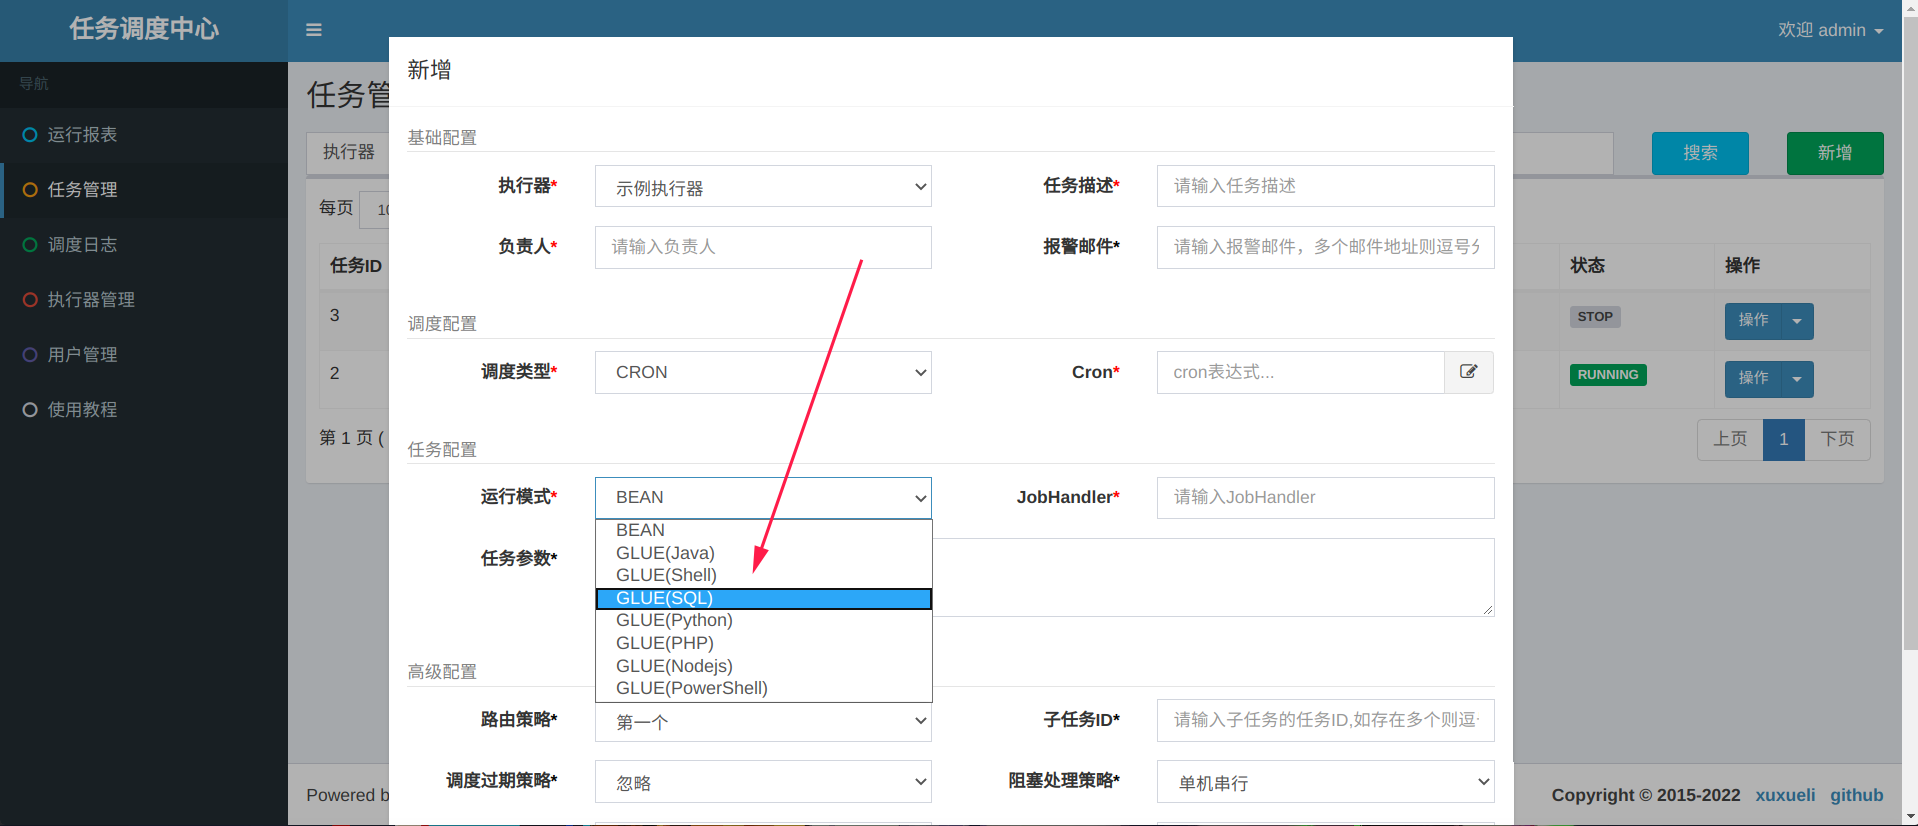 任务调度中心
欢迎 admin
导航
运行报表
任务管理
调度日志
执行器管理
用户管理
使用教程
任务管
执行器
搜索
新增
每页 10
任务ID
状态
操作
3
STOP
操作
2
RUNNING
操作
第 1 页 (
上页 1 下页
新增
基础配置
执行器*
示例执行器
任务描述*
请输入任务描述
负责人*
请输入负责人
报警邮件*
请输入报警邮件，多个邮件地址则逗号分
调度配置
调度类型*
CRON
Cron*
cron表达式...
任务配置
运行模式*
BEAN
JobHandler*
请输入JobHandler
BEAN
GLUE(Java)
GLUE(Shell)
GLUE(SQL)
GLUE(Python)
GLUE(PHP)
GLUE(Nodejs)
GLUE(PowerShell)
任务参数*
高级配置
路由策略*
第一个
子任务ID*
请输入子任务的任务ID,如存在多个则逗
调度过期策略*
忽略
阻塞处理策略*
单机串行
Powered b
Copyright © 2015-2022 xuxueli github